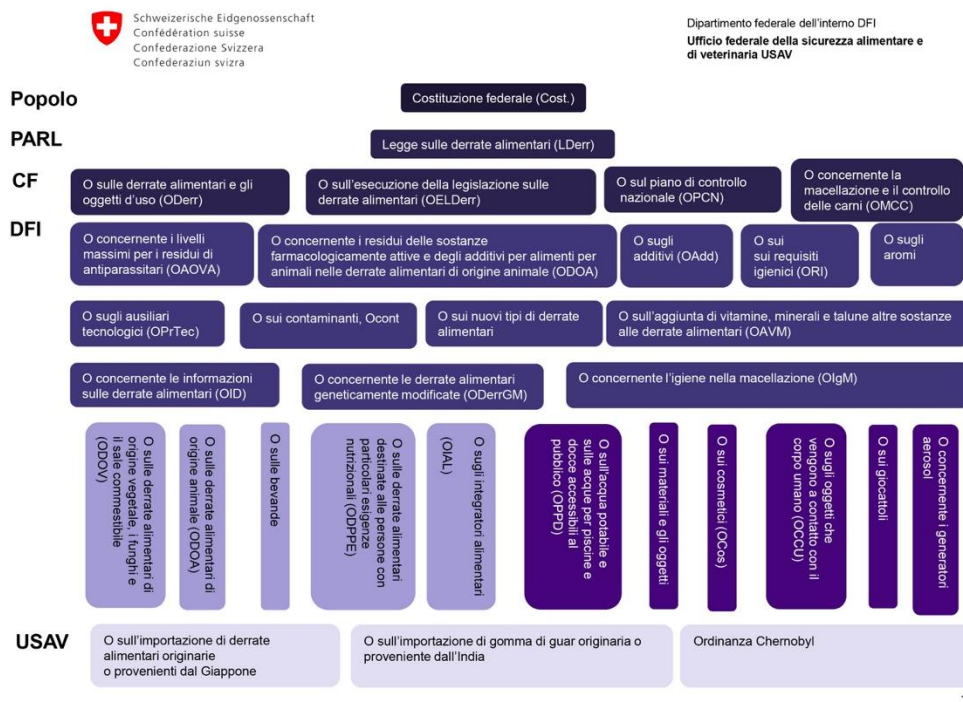 Schweizerische Eidgenossenschaft
Confédération suisse
Confederazione Svizzera
Confederaziun svizra
Dipartimento federale dell'interno DFI
Ufficio federale della sicurezza alimentare e
di veterinaria USAV
Popolo
Costituzione federale (Cost.)
PARL
Legge sulle derrate alimentari (LDerr)
CF
O sulle derrate alimentari e gli
oggetti d'uso (ODerr)
O sull'esecuzione della legislazione sulle
derrate alimentari (OELDerr)
O sul piano di controllo
nazionale (OPCN)
O concernente la
macellazione e il controllo
delle carni (OMCC)
DFI
O concernente i livelli
massimi per i residui di
antiparassitari (OAOVA)
O concernente i residui delle sostanze
farmacologicamente attive e degli additivi per alimenti per
animali nelle derrate alimentari di origine animale (ODOA)
O sugli
additivi (OAdd)
O sui
sui requisiti
igienici (ORI)
O sugli
aromi
O sugli ausiliari
tecnologici (OPrTec)
O sui contaminanti, Ocont
O sui nuovi tipi di derrate
alimentari
O sull'aggiunta di vitamine, minerali e talune altre sostanze
alle derrate alimentari (OAVM)
O concernente le informazioni
sulle derrate alimentari (OID)
O concernente le derrate alimentari
geneticamente modificate (ODerrGM)
O concernente l'igiene nella macellazione (OIgM)
O sulle derrate alimentari di
origine vegetale, i funghi e
il sale commestibile
(ODOV)
O sulle derrate alimentari di
origine animale (ODOA)
O sulle bevande
O sulle derrate alimentari
destinate alle persone con
particolari esigenze
nutrizionali (ODPPE)
O sugli integratori alimentari
(OIAL)
O sull'acqua potabile e
sulle acque per piscine e
docce accessibili al
pubblico (OPPD)
O sui materiali e gli oggetti
O sui cosmetici (OCos)
O sugli oggetti che
vengono a contatto con il
corpo umano (OCCU)
O sui giocattoli
O concernente i generatori
aerosol
USAV
O sull'importazione di derrate
alimentari originarie
o provenienti dal Giappone
O sull'importazione di gomma di guar originaria o
proveniente dall'India
Ordinanza Chernobyl